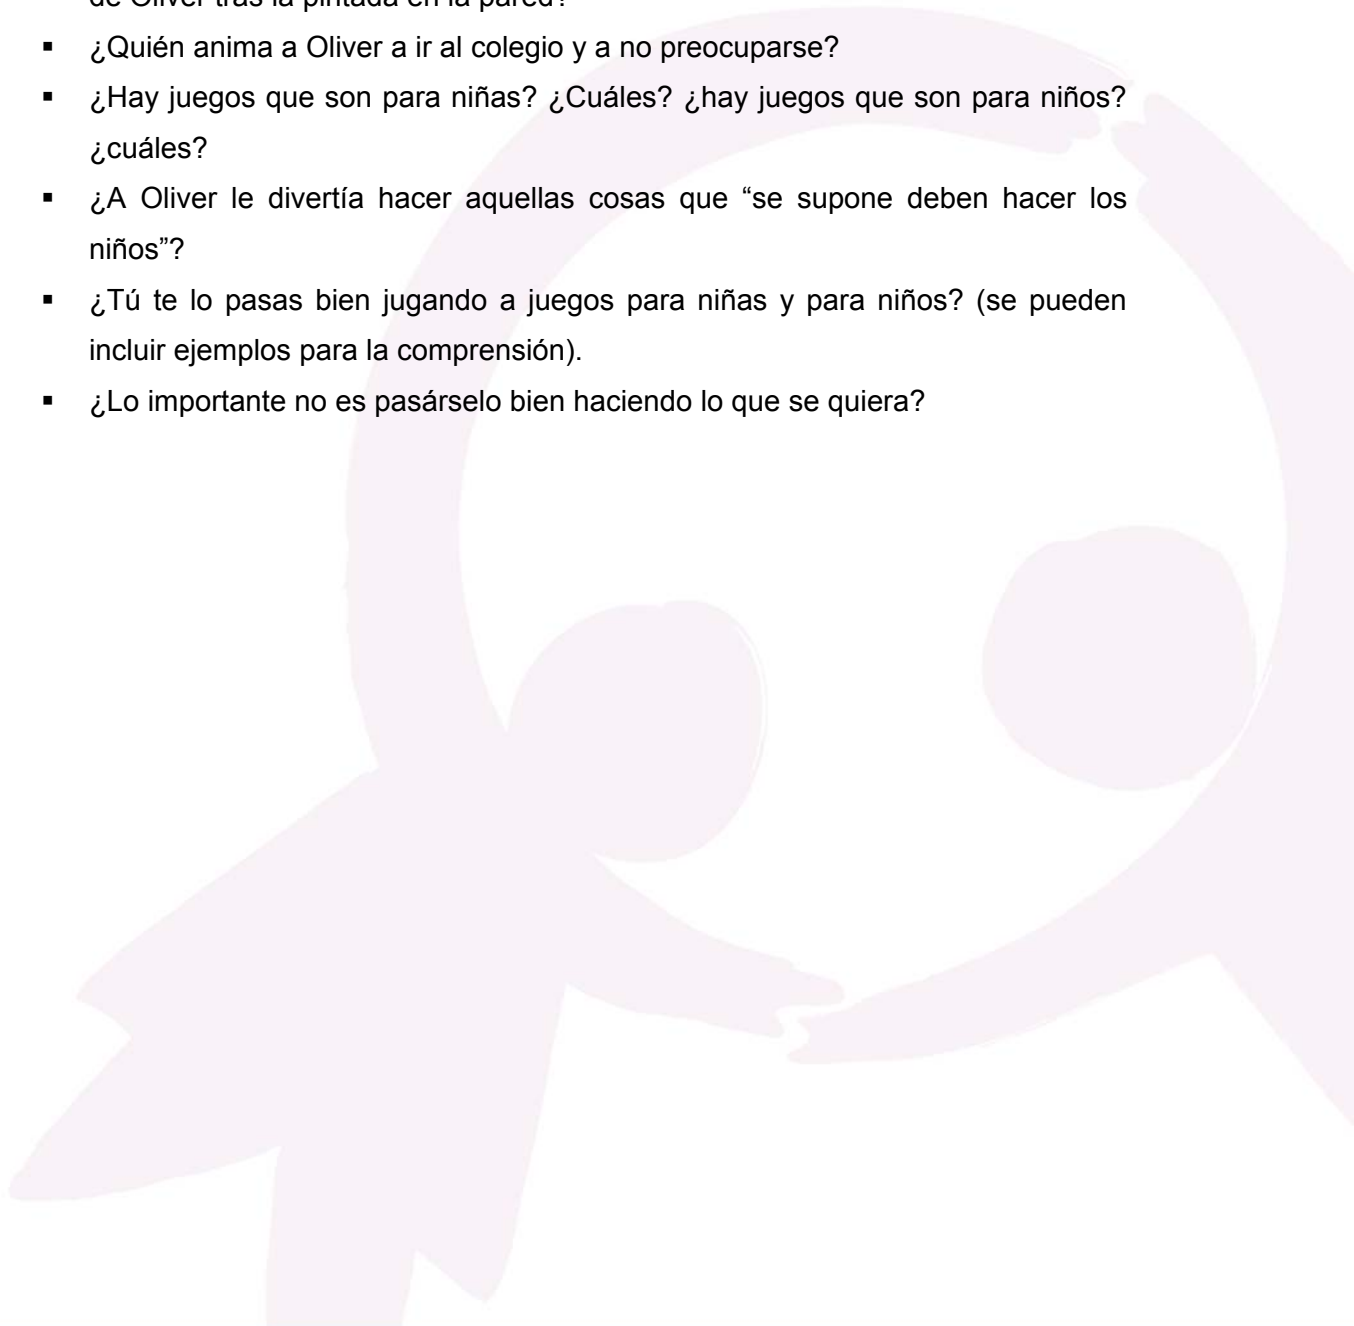 de Oliver tras la pintada en la pared?
▪ ¿Quién anima a Oliver a ir al colegio y a no preocuparse?
▪ ¿Hay juegos que son para niñas? ¿Cuáles? ¿hay juegos que son para niños?
¿cuáles?
▪ ¿A Oliver le divertía hacer aquellas cosas que “se supone deben hacer los
niños”?
▪ ¿Tú te lo pasas bien jugando a juegos para niñas y para niños? (se pueden
incluir ejemplos para la comprensión).
▪ ¿Lo importante no es pasárselo bien haciendo lo que se quiera?